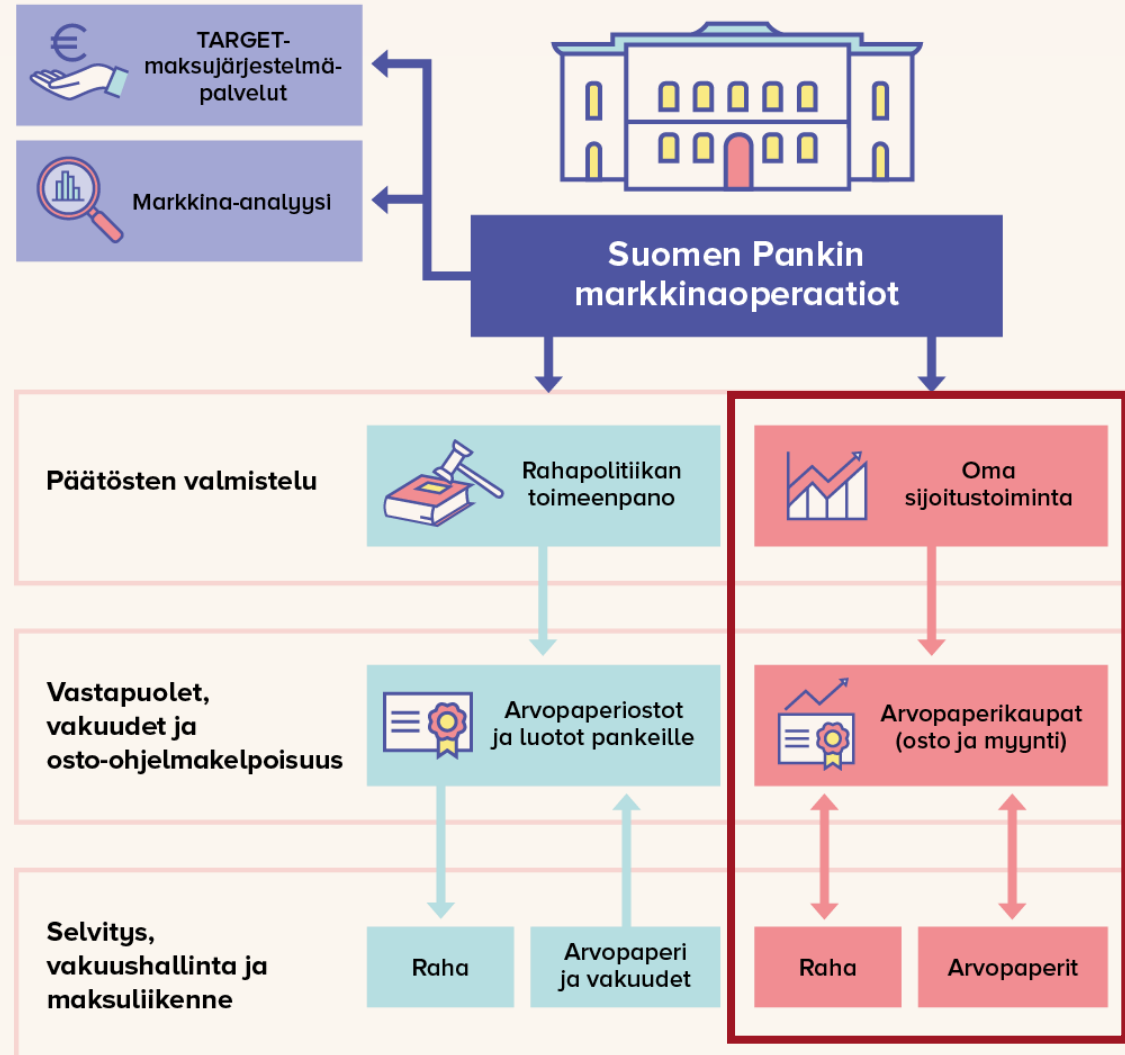 TARGET-
maksujärjestelmä-
palvelut
Markkina-analyysi
Suomen Pankin
markkinaoperaatiot
Päätösten valmistelu
Rahapolitiikan
toimeenpano
Oma
sijoitustoiminta
Vastapuolet,
vakuudet ja
osto-ohjelmakelpoisuus
Arvopaperiostot
ja luotot pankeille
Arvopaperikaupat
(osto ja myynti)
Selvitys,
vakuushallinta ja
maksuliikenne
Raha
Arvopaperi
ja vakuudet
Raha
Arvopaperit